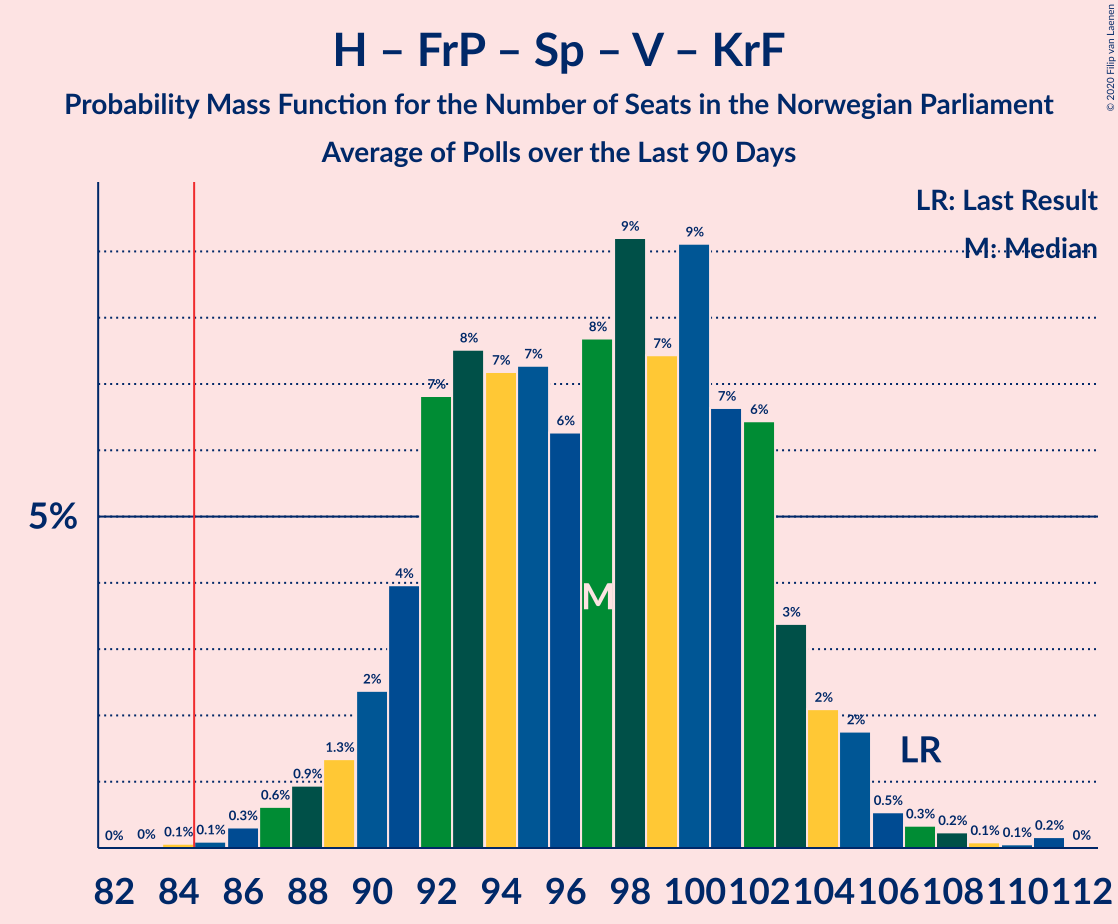 H – FrP – Sp – V – KrF
Probability Mass Function for the Number of Seats in the Norwegian Parliament
Average of Polls over the Last 90 Days
© 2020 Filip van Laenen
LR: Last Result
M: Median
5%
0% 0% 0.1% 0.1% 0.3% 0.6% 0.9% 1.3% 2% 4% 7% 8% 7% 7% 6% 8% 9% 7% 9% 7% 6% 3% 2% 2% 0.5% 0.3% 0.2% 0.1% 0.1% 0.2% 0%
M
LR
82 84 86 88 90 92 94 96 98 100 102 104 106 108 110 112